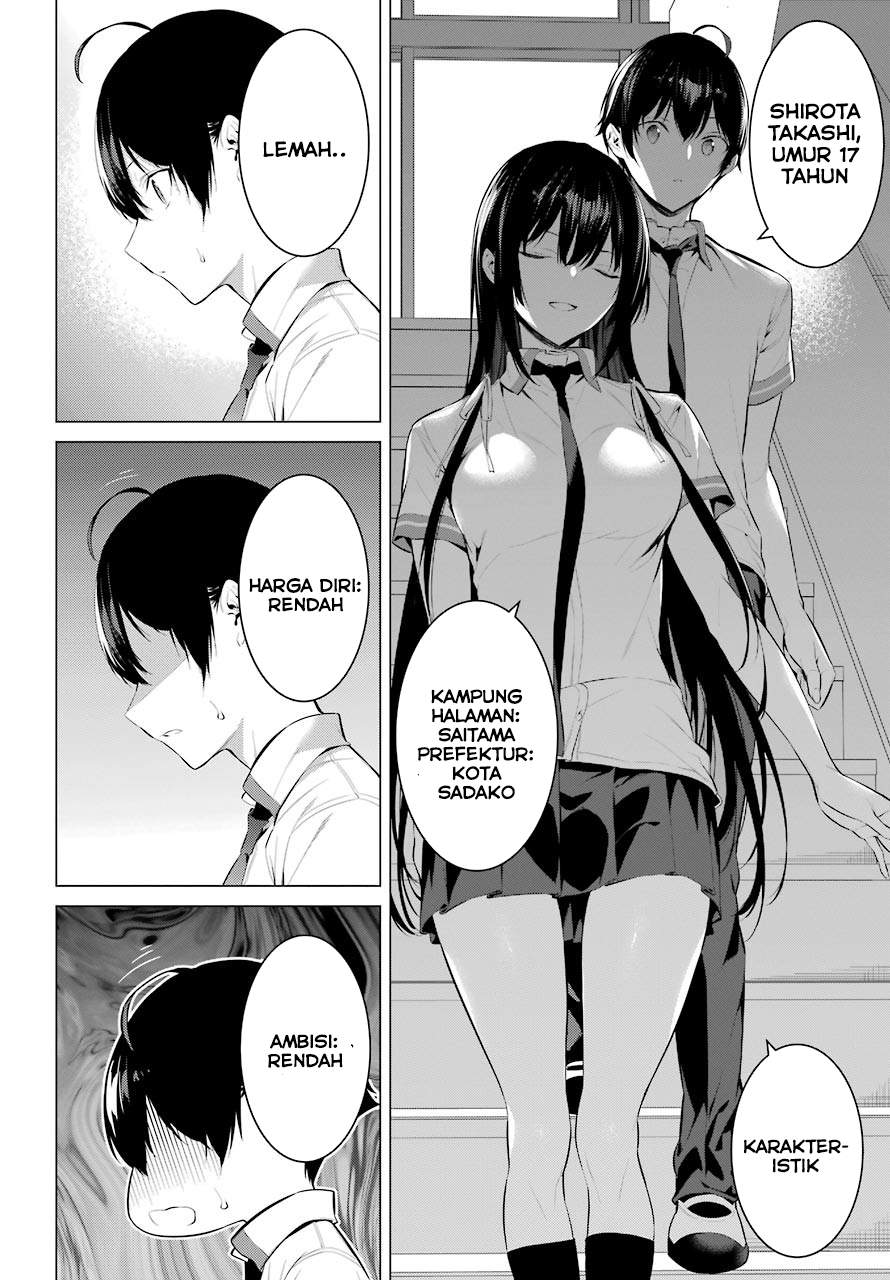 SHIROTA
TAKASHI,
UMUR 17
TAHUN
KAMPUNG
HALAMAN:
SAITAMA
PREFEKTUR:
KOTA
SADAKO
KARAKTER-
ISTIK
LEMAH..
HARGA DIRI:
RENDAH
AMBISI:
RENDAH